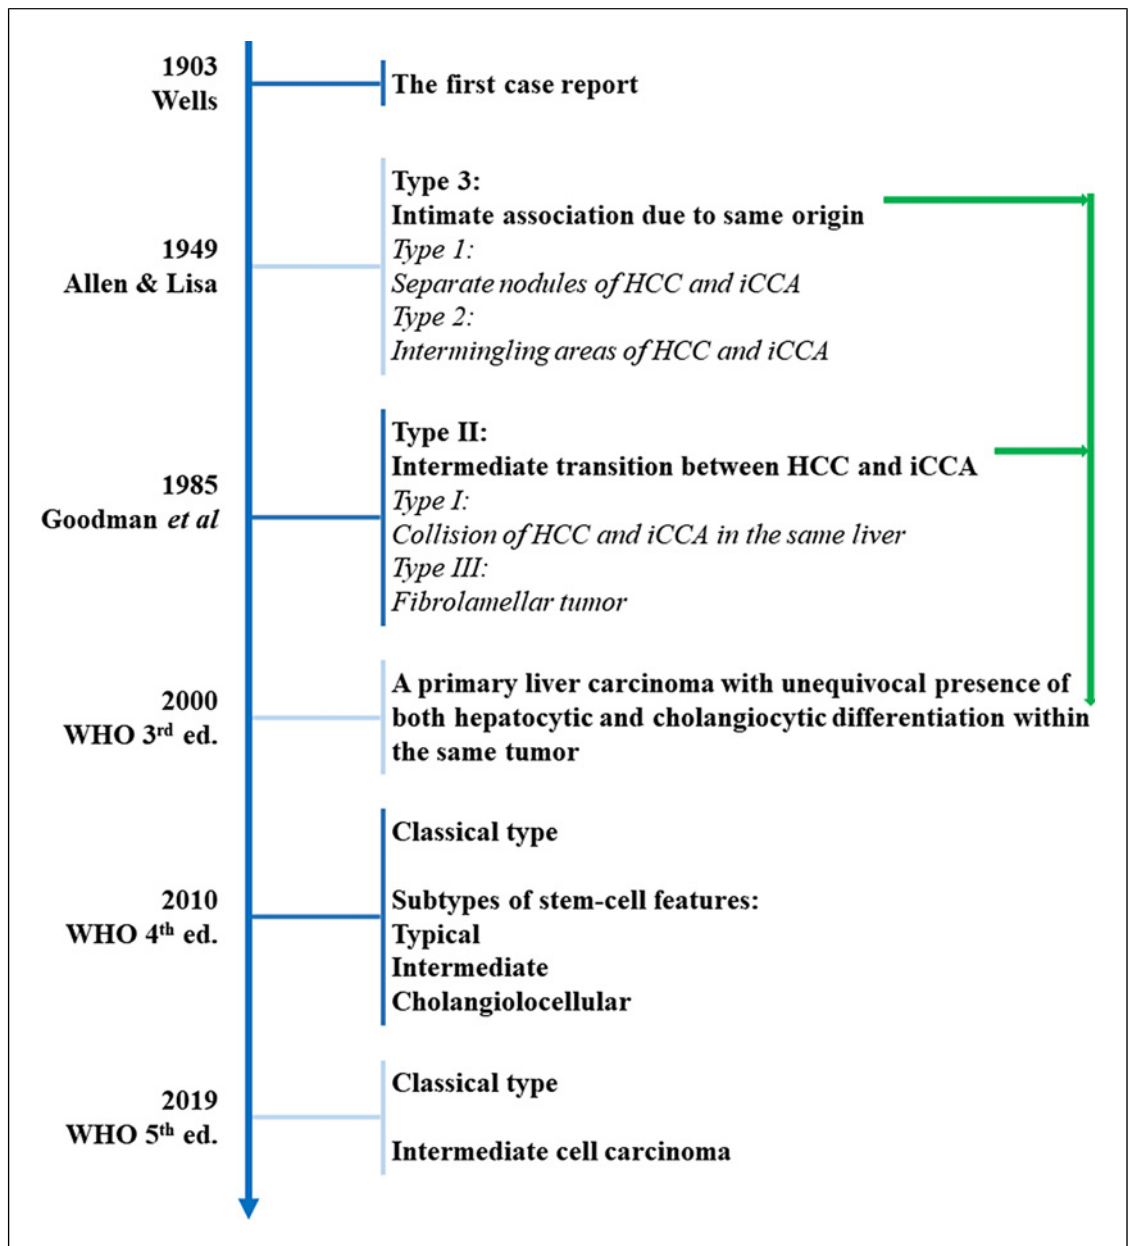 1903
Wells
The first case report
1949
Allen & Lisa
Type 3:
Intimate association due to same origin
Type 1:
Separate nodules of HCC and iCCA
Type 2:
Intermingling areas of HCC and iCCA
1985
Goodman et al
Type II:
Intermediate transition between HCC and iCCA
Type I:
Collision of HCC and iCCA in the same liver
Type III:
Fibrolamellar tumor
2000
WHO 3rd ed.
A primary liver carcinoma with unequivocal presence of
both hepatocytic and cholangiocytic differentiation within
the same tumor
2010
WHO 4th ed.
Classical type
Subtypes of stem-cell features:
Typical
Intermediate
Cholangiolocellular
2019
WHO 5th ed.
Classical type
Intermediate cell carcinoma